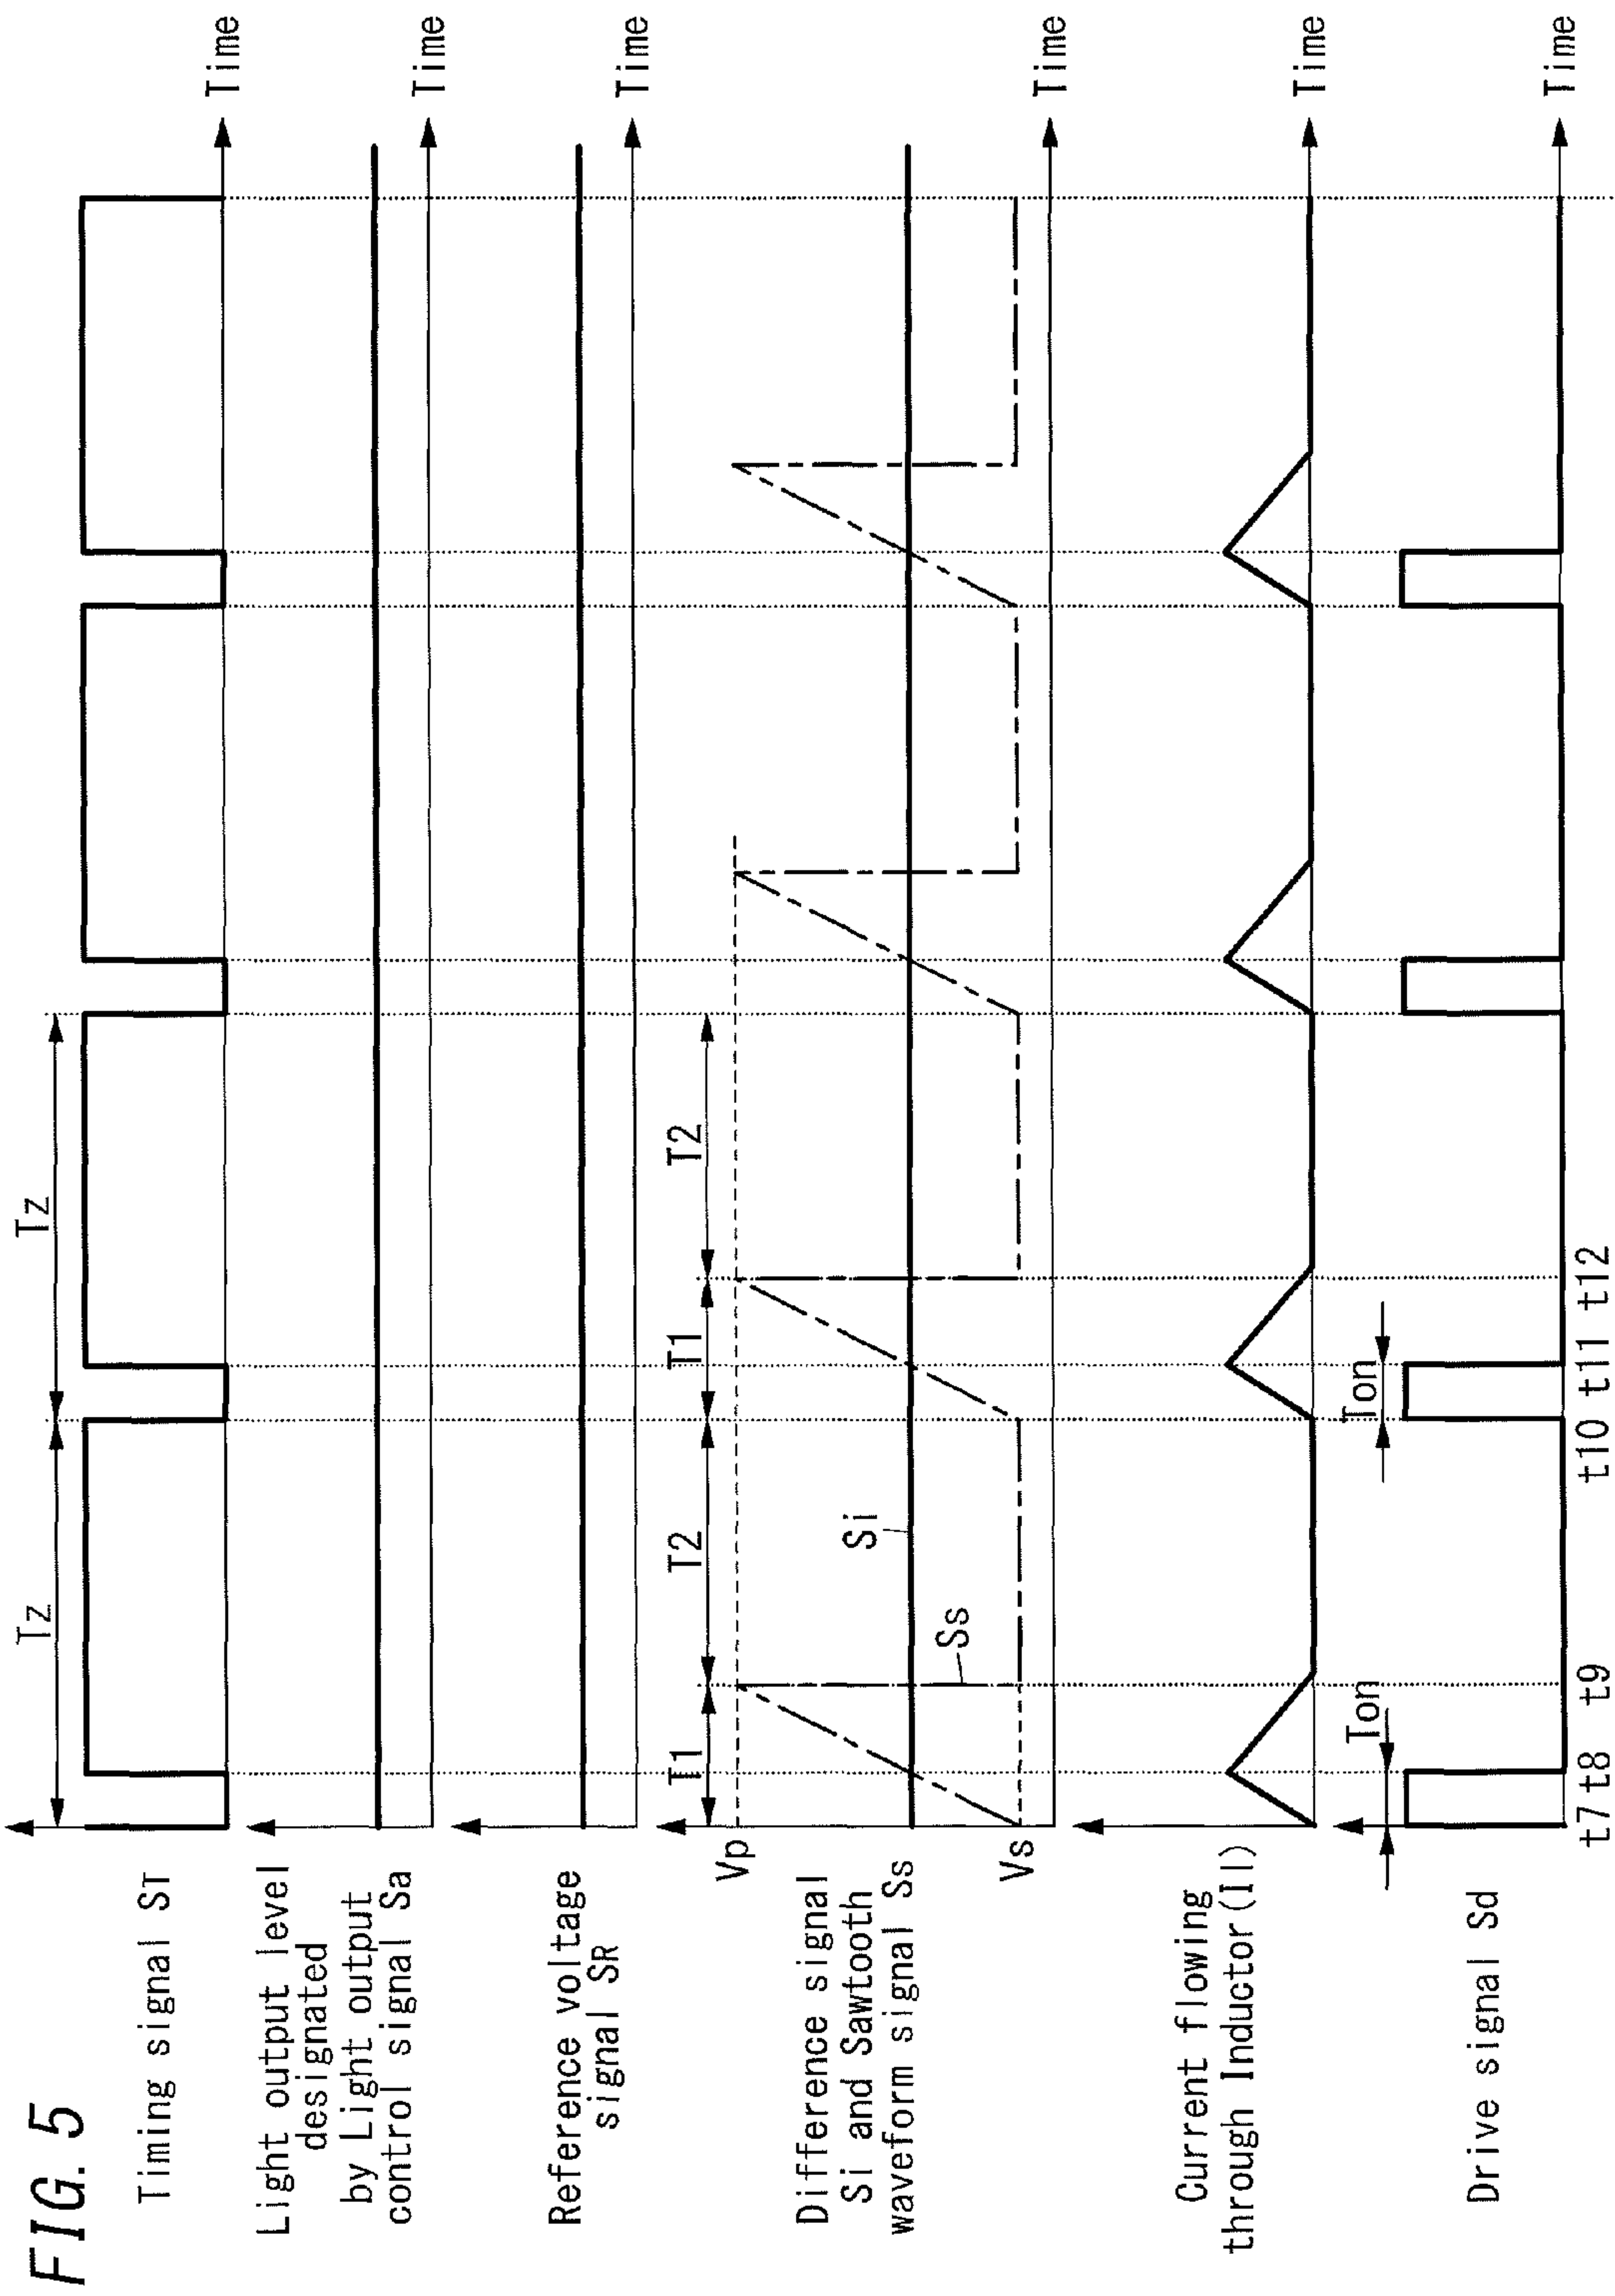 FIG. 5
Timing signal ST
Tz
Tz
Time
Light output level
designated
by Light output
control signal Sa
Time
Reference voltage
signal SR
Time
Difference signal
Si and Sawtooth
waveform signal Ss
Vp
Vs
T1
T2
T1
T2
Ss
Si
Time
Current flowing
through Inductor(Il)
Time
Drive signal Sd
Ton
Ton
Time
t7 t8 t9 t10 t11 t12